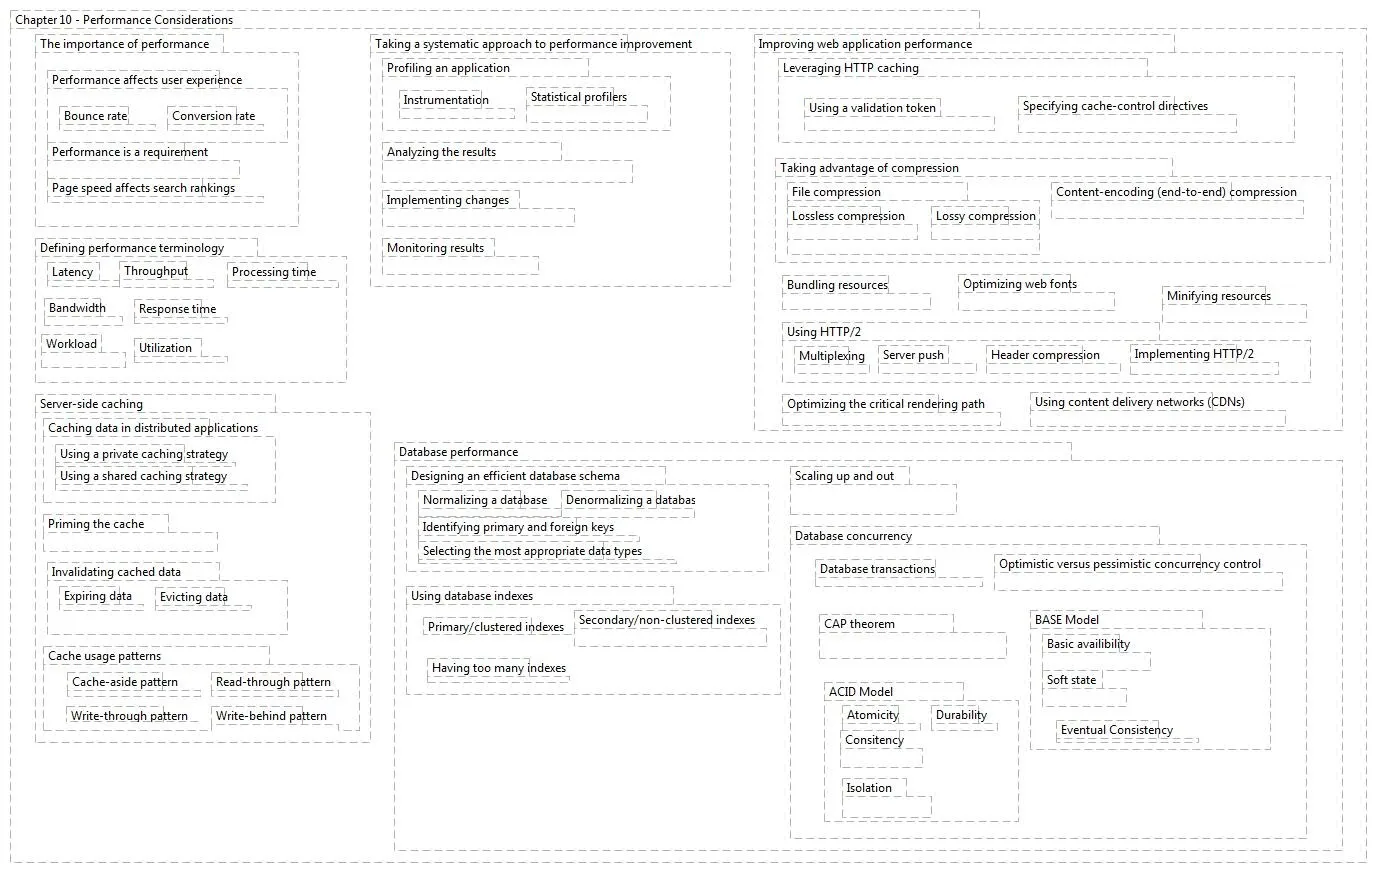 Chapter 10 - Performance Considerations
The importance of performance
Performance affects user experience
Bounce rate
Conversion rate
Performance is a requirement
Page speed affects search rankings
Defining performance terminology
Latency
Throughput
Processing time
Bandwidth
Response time
Workload
Utilization
Server-side caching
Caching data in distributed applications
Using a private caching strategy
Using a shared caching strategy
Priming the cache
Invalidating cached data
Expiring data
Evicting data
Cache usage patterns
Cache-aside pattern
Read-through pattern
Write-through pattern
Write-behind pattern
Taking a systematic approach to performance improvement
Profiling an application
Instrumentation
Statistical profilers
Analyzing the results
Implementing changes
Monitoring results
Improving web application performance
Leveraging HTTP caching
Using a validation token
Specifying cache-control directives
Taking advantage of compression
File compression
Lossless compression
Lossy compression
Content-encoding (end-to-end) compression
Bundling resources
Optimizing web fonts
Minifying resources
Using HTTP/2
Multiplexing
Server push
Header compression
Implementing HTTP/2
Optimizing the critical rendering path
Using content delivery networks (CDNs)
Database performance
Designing an efficient database schema
Normalizing a database
Denormalizing a databas
Identifying primary and foreign keys
Selecting the most appropriate data types
Using database indexes
Primary/clustered indexes
Secondary/non-clustered indexes
Having too many indexes
Scaling up and out
Database concurrency
Database transactions
Optimistic versus pessimistic concurrency control
CAP theorem
BASE Model
Basic availibility
Soft state
Eventual Consistency
ACID Model
Atomicity
Durability
Consitency
Isolation